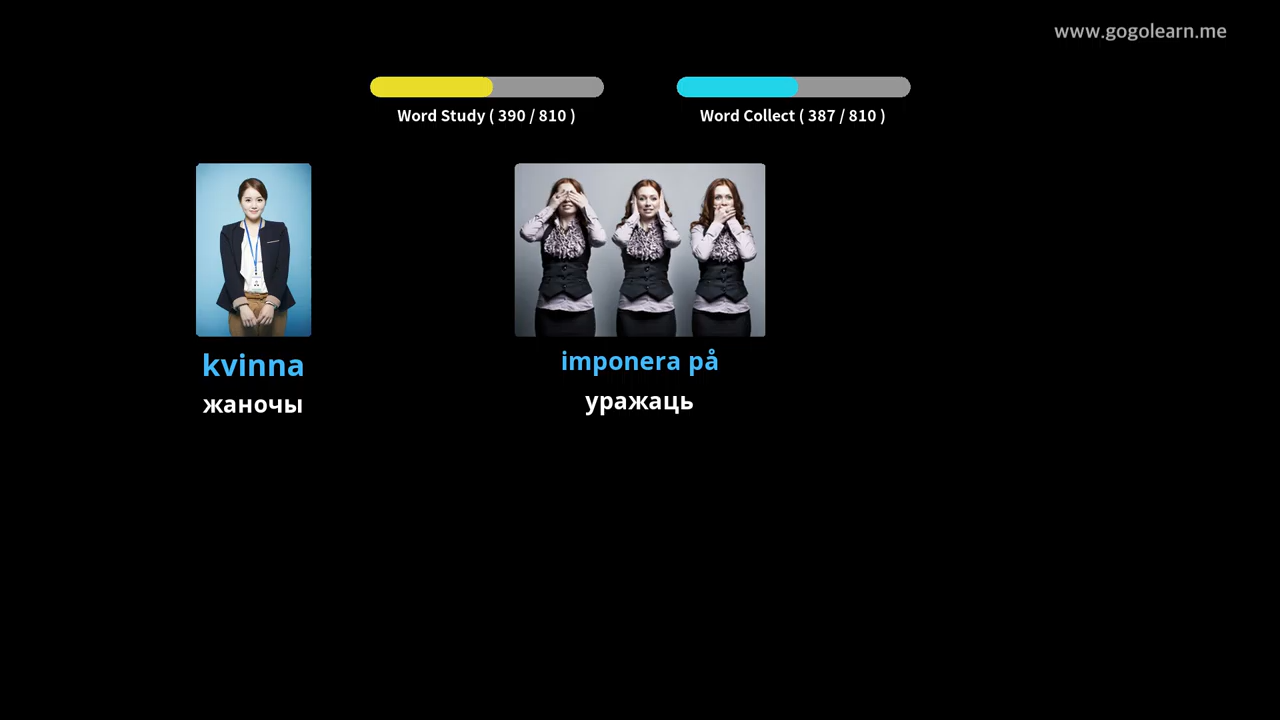 www.gogolearn.me
Word Study ( 390 / 810 )
Word Collect ( 387 / 810 )
kvinna
жаночы
imponera på
уражаць